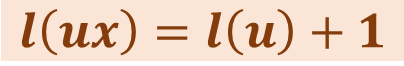 l(ux) = l(u) + 1